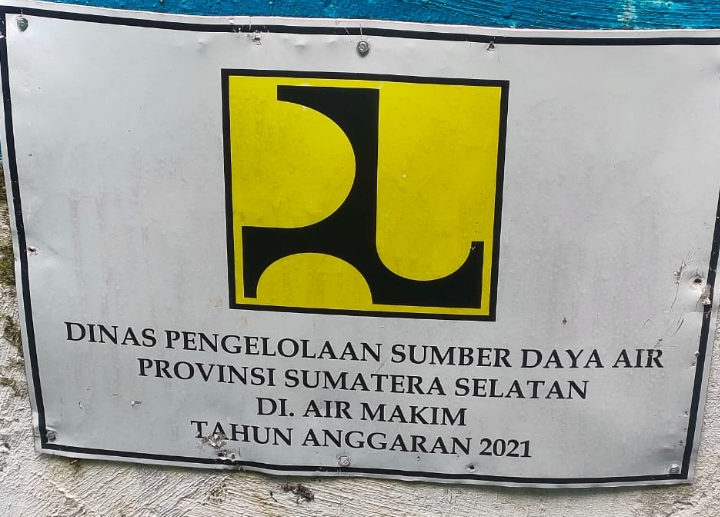 DINAS PENGELOLAAN SUMBER DAYA AIR
PROVINSI SUMATERA SELATAN
DI. AIR MAKIM
TAHUN ANGGARAN 2021